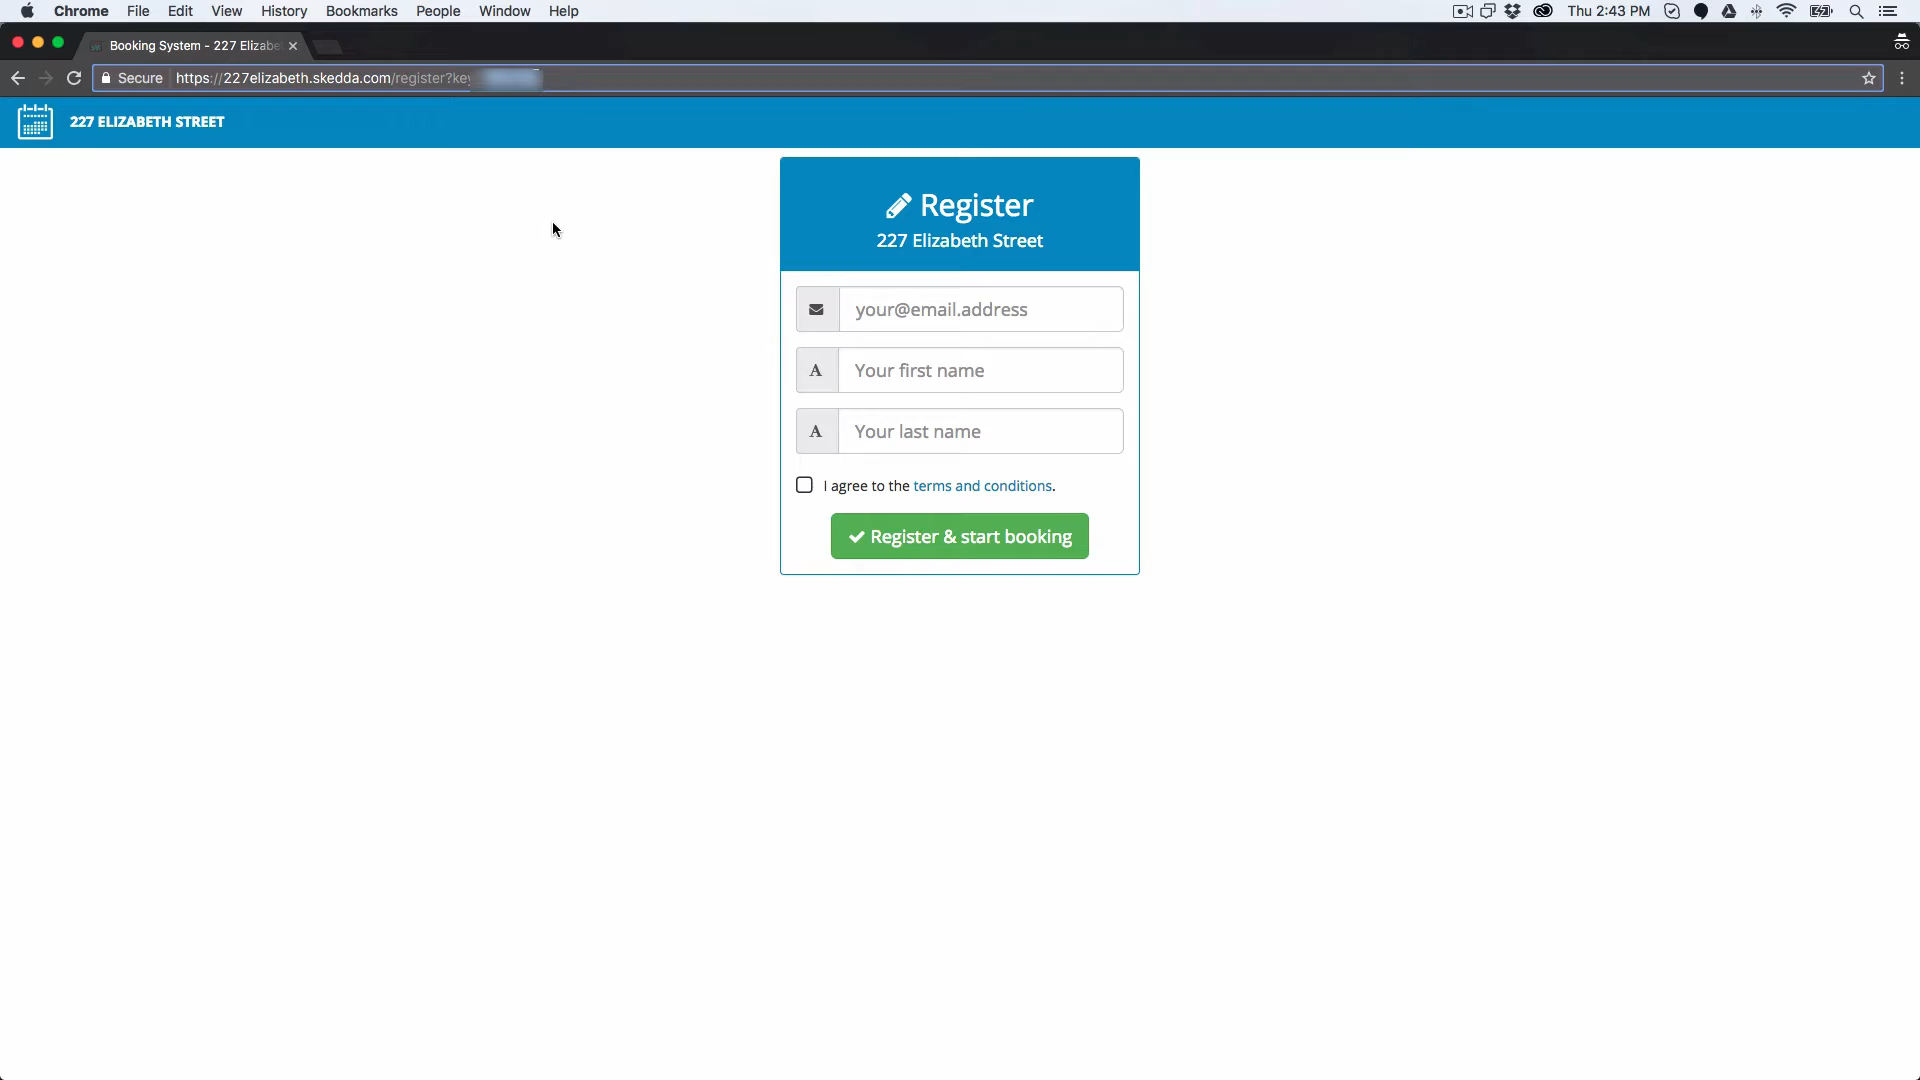 Chrome File Edit View History Bookmarks People Window Help Thu 2:43 PM
Booking System - 227 Elizabe
Secure https://227elizabeth.skedda.com/register?key
227 ELIZABETH STREET
Register
227 Elizabeth Street
your@email.address
A Your first name
A Your last name
I agree to the terms and conditions.
Register & start booking